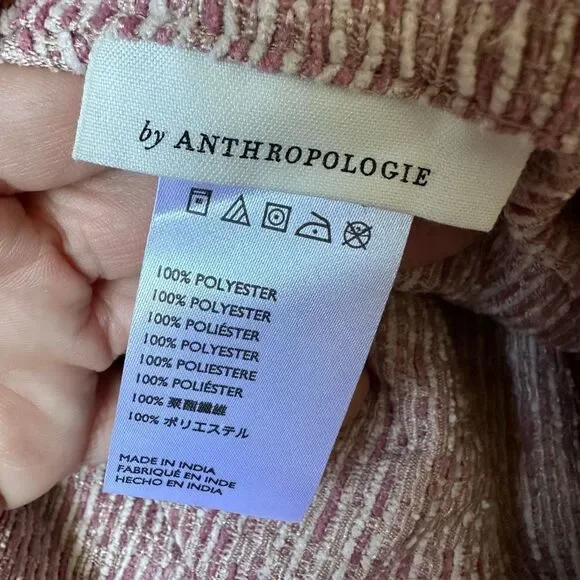 by ANTHROPOLOGIE
100% POLYESTER
100% POLYESTER
100% POLIÉSTER
100% POLYESTER
100% POLIESTERE
100% POLIÉSTER
100% 聚酯纖維
100% ポリエステル
MADE IN INDIA
FABRIQUÉ EN INDE
HECHO EN INDIA